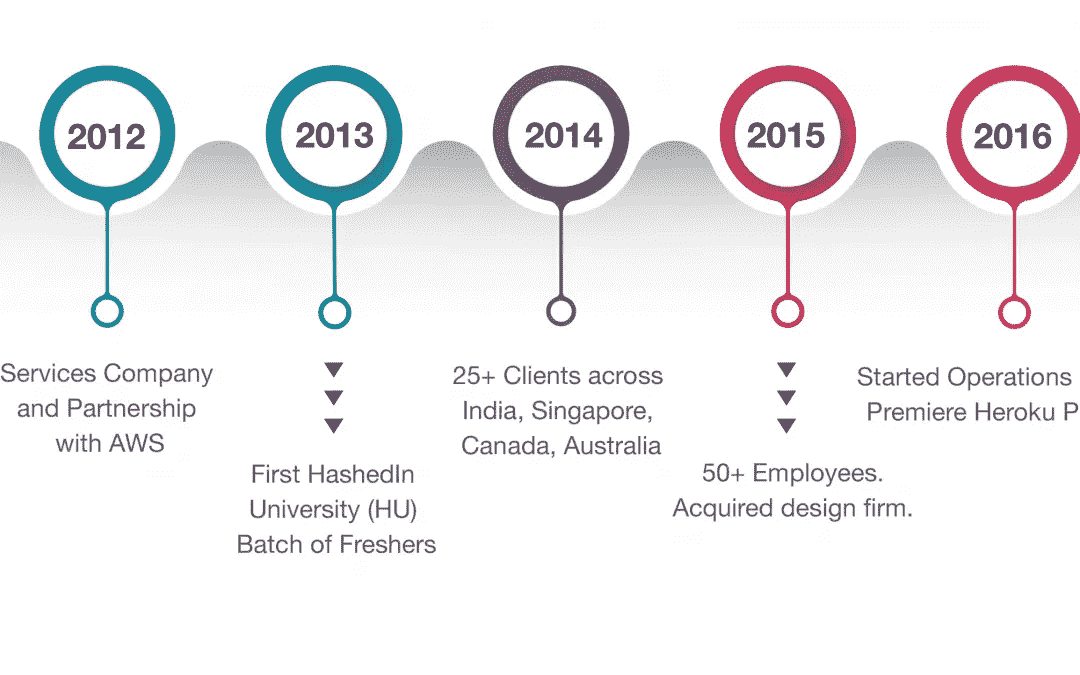 2012
2013
2014
2015
2016
Services Company
and Partnership
with AWS
First HashedIn
University (HU)
Batch of Freshers
25+ Clients across
India, Singapore,
Canada, Australia
50+ Employees.
Acquired design firm.
Started Operations
Premiere Heroku P